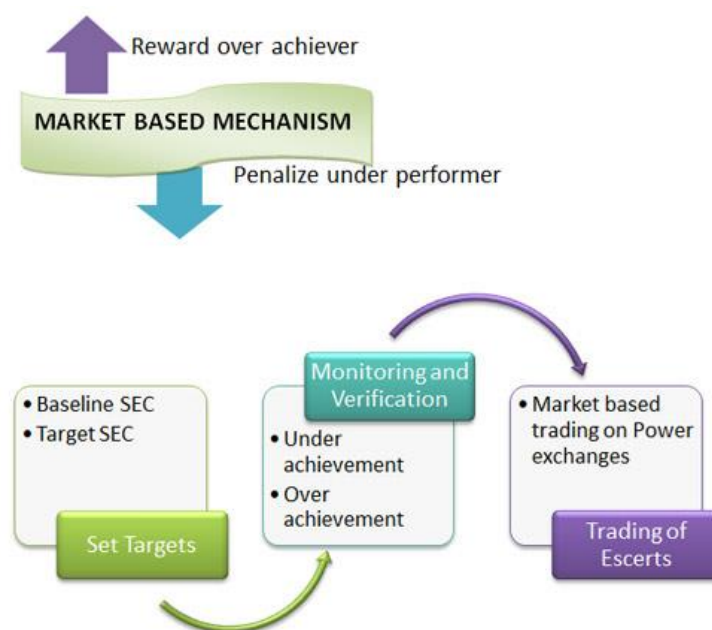 Reward over achiever
MARKET BASED MECHANISM
Penalize under performer
• Baseline SEC
• Target SEC
Set Targets
Monitoring and
Verification
• Under
achievement
• Over
achievement
• Market based
trading on Power
exchanges
Trading of
Escerts